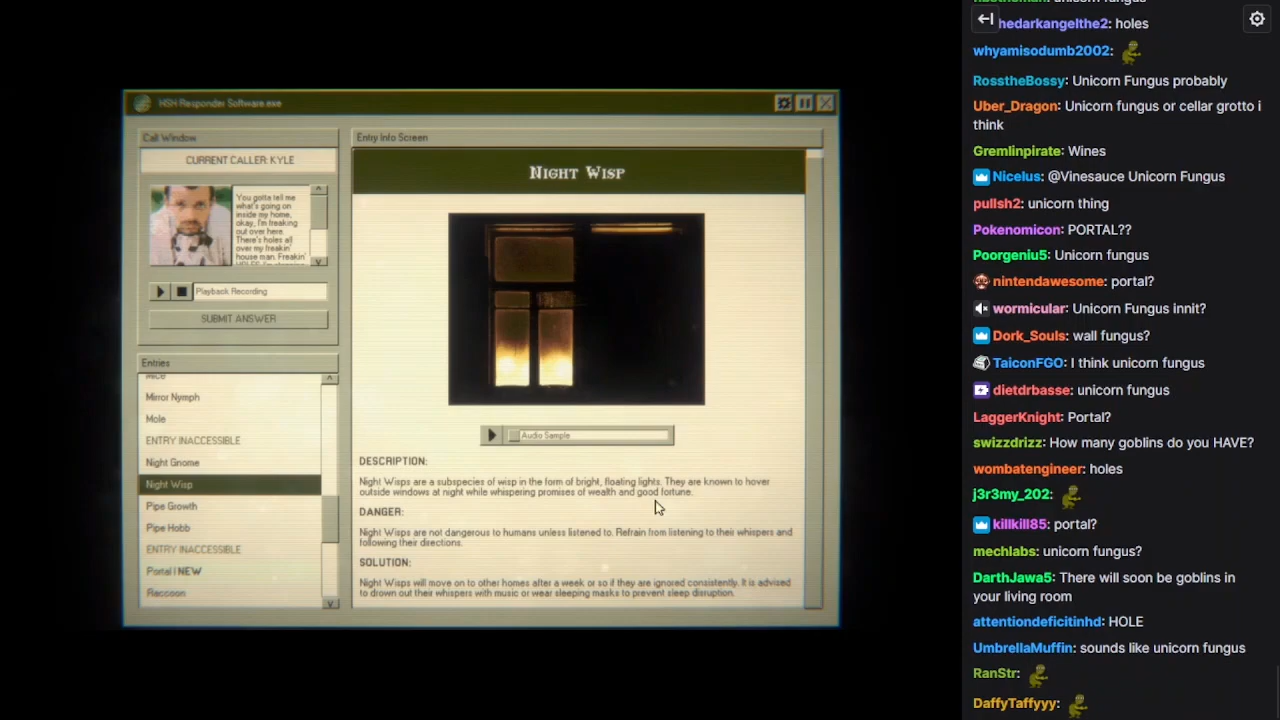 NSH Responder Software.exe
Call Window
CURRENT CALLER: KYLE
You gotta tell me
what's going on
inside my home,
okay, I'm freaking
out over here.
There's holes all
over my freakin'
house man. Freakin'
Playback Recording
SUBMIT ANSWER
Entries
Mice
Mirror Nymph
Mole
ENTRY INACCESSIBLE
Night Gnome
Night Wisp
Pipe Growth
Pipe Hobb
ENTRY INACCESSIBLE
Portal | NEW
Raccoon
Entry Info Screen
NIGHT WISP
Audio Sample
DESCRIPTION:
Night Wisps are a subspecies of wisp in the form of bright, floating lights. They are known to hover
outside windows at night while whispering promises of wealth and good fortune.
DANGER:
Night Wisps are not dangerous to humans unless listened to. Refrain from listening to their whispers and
following their directions.
SOLUTION:
Night Wisps will move on to other homes after a week or so if they are ignored consistently. It is advised
to drown out their whispers with music or wear sleeping masks to prevent sleep disruption.
unicorn fungus
hedarkangelthe2: holes
whyamisodumb2002:
RosstheBossy: Unicorn Fungus probably
Uber_Dragon: Unicorn fungus or cellar grotto i
think
Gremlinpirate: Wines
Nicelus: @Vinesauce Unicorn Fungus
pullsh2: unicorn thing
Pokenomicon: PORTAL??
Poorgeniu5: Unicorn fungus
nintendawesome: portal?
wormicular: Unicorn Fungus innit?
Dork_Souls: wall fungus?
TaiconFGO: I think unicorn fungus
dietdrbasse: unicorn fungus
LaggerKnight: Portal?
swizzdrizz: How many goblins do you HAVE?
wombatengineer: holes
j3r3my_202:
killkill85: portal?
mechlabs: unicorn fungus?
DarthJawa5: There will soon be goblins in
your living room
attentiondeficitinhd: HOLE
UmbrellaMuffin: sounds like unicorn fungus
RanStr:
DaffyTaffyyy: